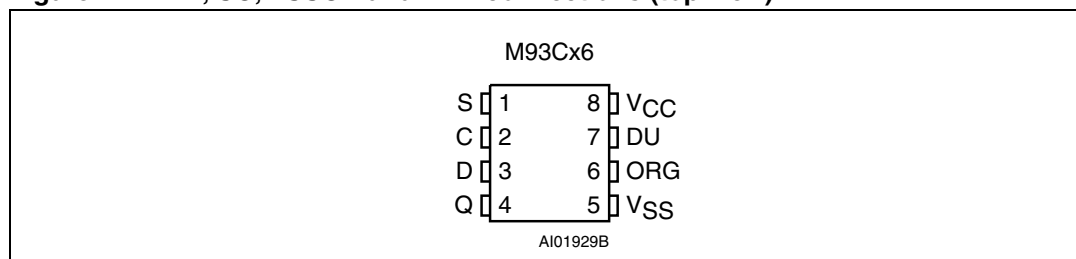 M93Cx6
S 1 8 VCC
C 2 7 DU
D 3 6 ORG
Q 4 5 VSS
AI01929B